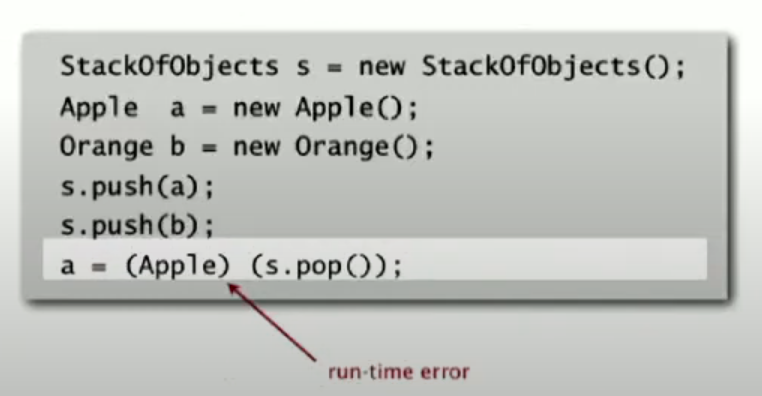 StackOfObjects s = new StackOfObjects();
Apple  a = new Apple();
Orange b = new Orange();
s.push(a);
s.push(b);
a = (Apple) (s.pop());
run-time error